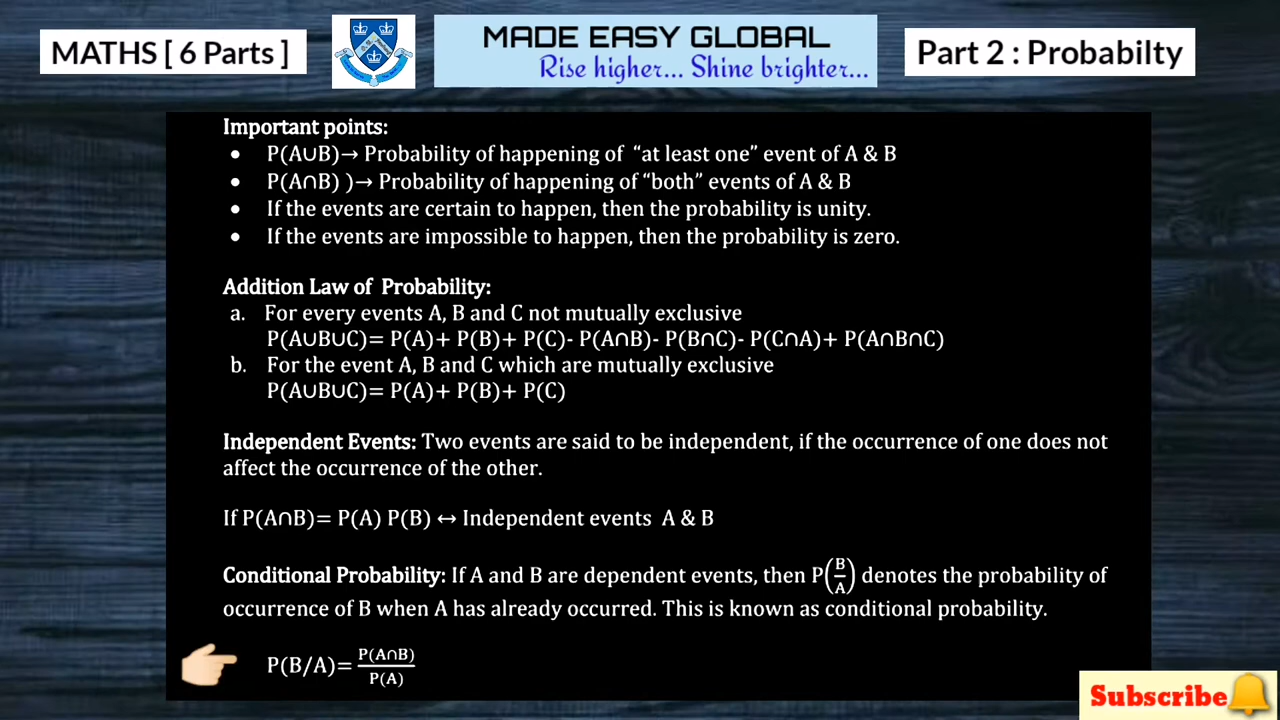 MATHS [ 6 Parts ]
MADE EASY GLOBAL
Rise higher... Shine brighter...
Part 2 : Probabilty
Important points:
• P(A∪B)→ Probability of happening of “at least one” event of A & B
• P(A∩B) )→ Probability of happening of “both” events of A & B
• If the events are certain to happen, then the probability is unity.
• If the events are impossible to happen, then the probability is zero.
Addition Law of Probability:
a. For every events A, B and C not mutually exclusive
P(A∪B∪C)= P(A)+ P(B)+ P(C)- P(A∩B)- P(B∩C)- P(C∩A)+ P(A∩B∩C)
b. For the event A, B and C which are mutually exclusive
P(A∪B∪C)= P(A)+ P(B)+ P(C)
Independent Events: Two events are said to be independent, if the occurrence of one does not
affect the occurrence of the other.
If P(A∩B)= P(A) P(B) ↔ Independent events A & B
Conditional Probability: If A and B are dependent events, then P(B/A) denotes the probability of
occurrence of B when A has already occurred. This is known as conditional probability.
P(B/A)= P(A∩B)/P(A)
Subscribe